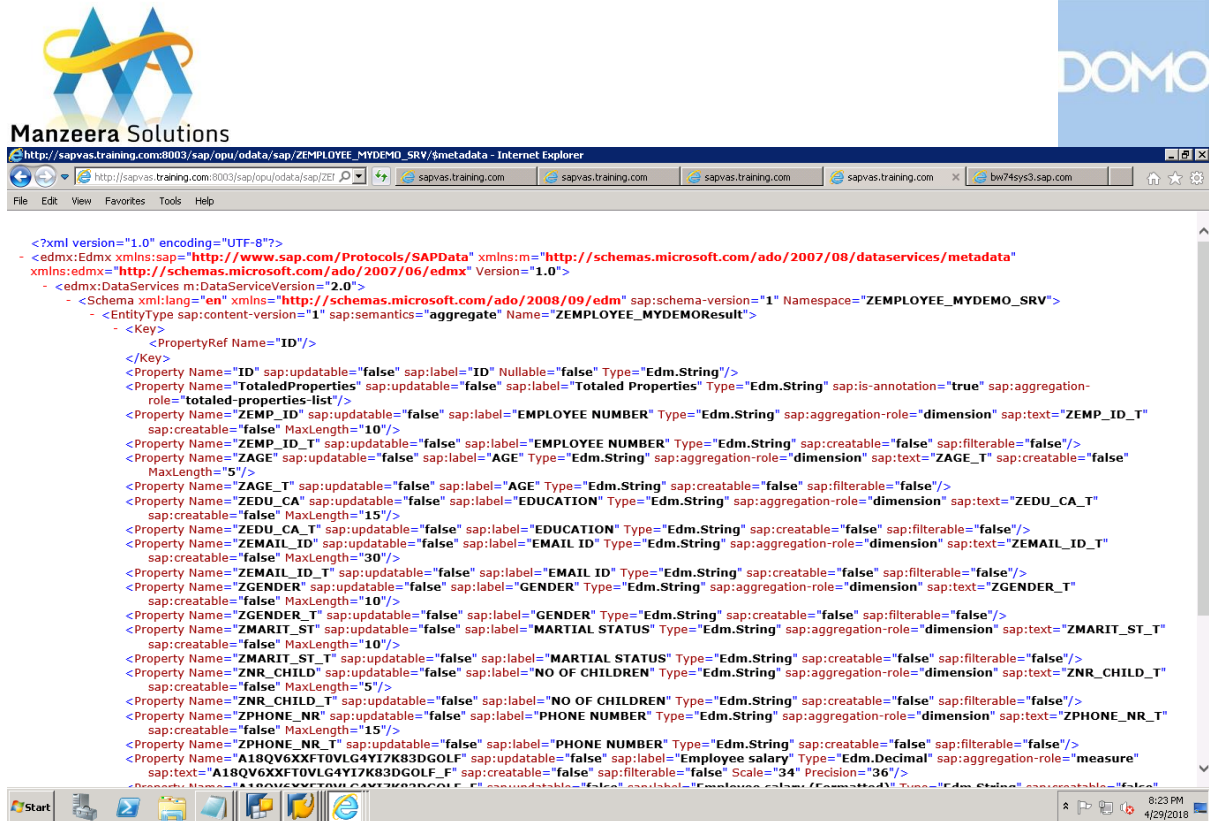 Manzeera Solutions
DOMO
http://sapvas.training.com:8003/sap/opu/odata/sap/ZEMPLOYEE_MYDEMO_SRV/$metadata - Internet Explorer
http://sapvas.training.com:8003/sap/opu/odata/sap/ZEI
sapvas.training.com
sapvas.training.com
sapvas.training.com
sapvas.training.com
bw74sys3.sap.com
File Edit View Favorites Tools Help
<?xml version="1.0" encoding="UTF-8"?>
- <edmx:Edmx xmlns:sap="http://www.sap.com/Protocols/SAPData" xmlns:m="http://schemas.microsoft.com/ado/2007/08/dataservices/metadata"
xmlns:edmx="http://schemas.microsoft.com/ado/2007/06/edmx" Version="1.0">
- <edmx:DataServices m:DataServiceVersion="2.0">
- <Schema xml:lang="en" xmlns="http://schemas.microsoft.com/ado/2008/09/edm" sap:schema-version="1" Namespace="ZEMPLOYEE_MYDEMO_SRV">
- <EntityType sap:content-version="1" sap:semantics="aggregate" Name="ZEMPLOYEE_MYDEMOResult">
- <Key>
<PropertyRef Name="ID"/>
</Key>
<Property Name="ID" sap:updatable="false" sap:label="ID" Nullable="false" Type="Edm.String"/>
<Property Name="TotaledProperties" sap:updatable="false" sap:label="Totaled Properties" Type="Edm.String" sap:is-annotation="true" sap:aggregation-
role="totaled-properties-list"/>
<Property Name="ZEMP_ID" sap:updatable="false" sap:label="EMPLOYEE NUMBER" Type="Edm.String" sap:aggregation-role="dimension" sap:text="ZEMP_ID_T"
sap:creatable="false" MaxLength="10"/>
<Property Name="ZEMP_ID_T" sap:updatable="false" sap:label="EMPLOYEE NUMBER" Type="Edm.String" sap:creatable="false" sap:filterable="false"/>
<Property Name="ZAGE" sap:updatable="false" sap:label="AGE" Type="Edm.String" sap:aggregation-role="dimension" sap:text="ZAGE_T" sap:creatable="false"
MaxLength="5"/>
<Property Name="ZAGE_T" sap:updatable="false" sap:label="AGE" Type="Edm.String" sap:creatable="false" sap:filterable="false"/>
<Property Name="ZEDU_CA" sap:updatable="false" sap:label="EDUCATION" Type="Edm.String" sap:aggregation-role="dimension" sap:text="ZEDU_CA_T"
sap:creatable="false" MaxLength="15"/>
<Property Name="ZEDU_CA_T" sap:updatable="false" sap:label="EDUCATION" Type="Edm.String" sap:creatable="false" sap:filterable="false"/>
<Property Name="ZEMAIL_ID" sap:updatable="false" sap:label="EMAIL ID" Type="Edm.String" sap:aggregation-role="dimension" sap:text="ZEMAIL_ID_T"
sap:creatable="false" MaxLength="30"/>
<Property Name="ZEMAIL_ID_T" sap:updatable="false" sap:label="EMAIL ID" Type="Edm.String" sap:creatable="false" sap:filterable="false"/>
<Property Name="ZGENDER" sap:updatable="false" sap:label="GENDER" Type="Edm.String" sap:aggregation-role="dimension" sap:text="ZGENDER_T"
sap:creatable="false" MaxLength="10"/>
<Property Name="ZGENDER_T" sap:updatable="false" sap:label="GENDER" Type="Edm.String" sap:creatable="false" sap:filterable="false"/>
<Property Name="ZMARIT_ST" sap:updatable="false" sap:label="MARTIAL STATUS" Type="Edm.String" sap:aggregation-role="dimension" sap:text="ZMARIT_ST_T"
sap:creatable="false" MaxLength="10"/>
<Property Name="ZMARIT_ST_T" sap:updatable="false" sap:label="MARTIAL STATUS" Type="Edm.String" sap:creatable="false" sap:filterable="false"/>
<Property Name="ZNR_CHILD" sap:updatable="false" sap:label="NO OF CHILDREN" Type="Edm.String" sap:aggregation-role="dimension" sap:text="ZNR_CHILD_T"
sap:creatable="false" MaxLength="5"/>
<Property Name="ZNR_CHILD_T" sap:updatable="false" sap:label="NO OF CHILDREN" Type="Edm.String" sap:creatable="false" sap:filterable="false"/>
<Property Name="ZPHONE_NR" sap:updatable="false" sap:label="PHONE NUMBER" Type="Edm.String" sap:aggregation-role="dimension" sap:text="ZPHONE_NR_T"
sap:creatable="false" MaxLength="15"/>
<Property Name="ZPHONE_NR_T" sap:updatable="false" sap:label="PHONE NUMBER" Type="Edm.String" sap:creatable="false" sap:filterable="false"/>
<Property Name="A18QV6XXFT0VLG4YI7K83DGOLF" sap:updatable="false" sap:label="Employee salary" Type="Edm.Decimal" sap:aggregation-role="measure"
sap:text="A18QV6XXFT0VLG4YI7K83DGOLF_F" sap:creatable="false" sap:filterable="false" Scale="34" Precision="36"/>
<Property Name="A18QV6XXFT0VLG4YI7K83DGOLF_F" sap:updatable="false" sap:label="Employee salary (Formatted)" Type="Edm.String" sap:creatable="false"
Start
8:23 PM
4/29/2018